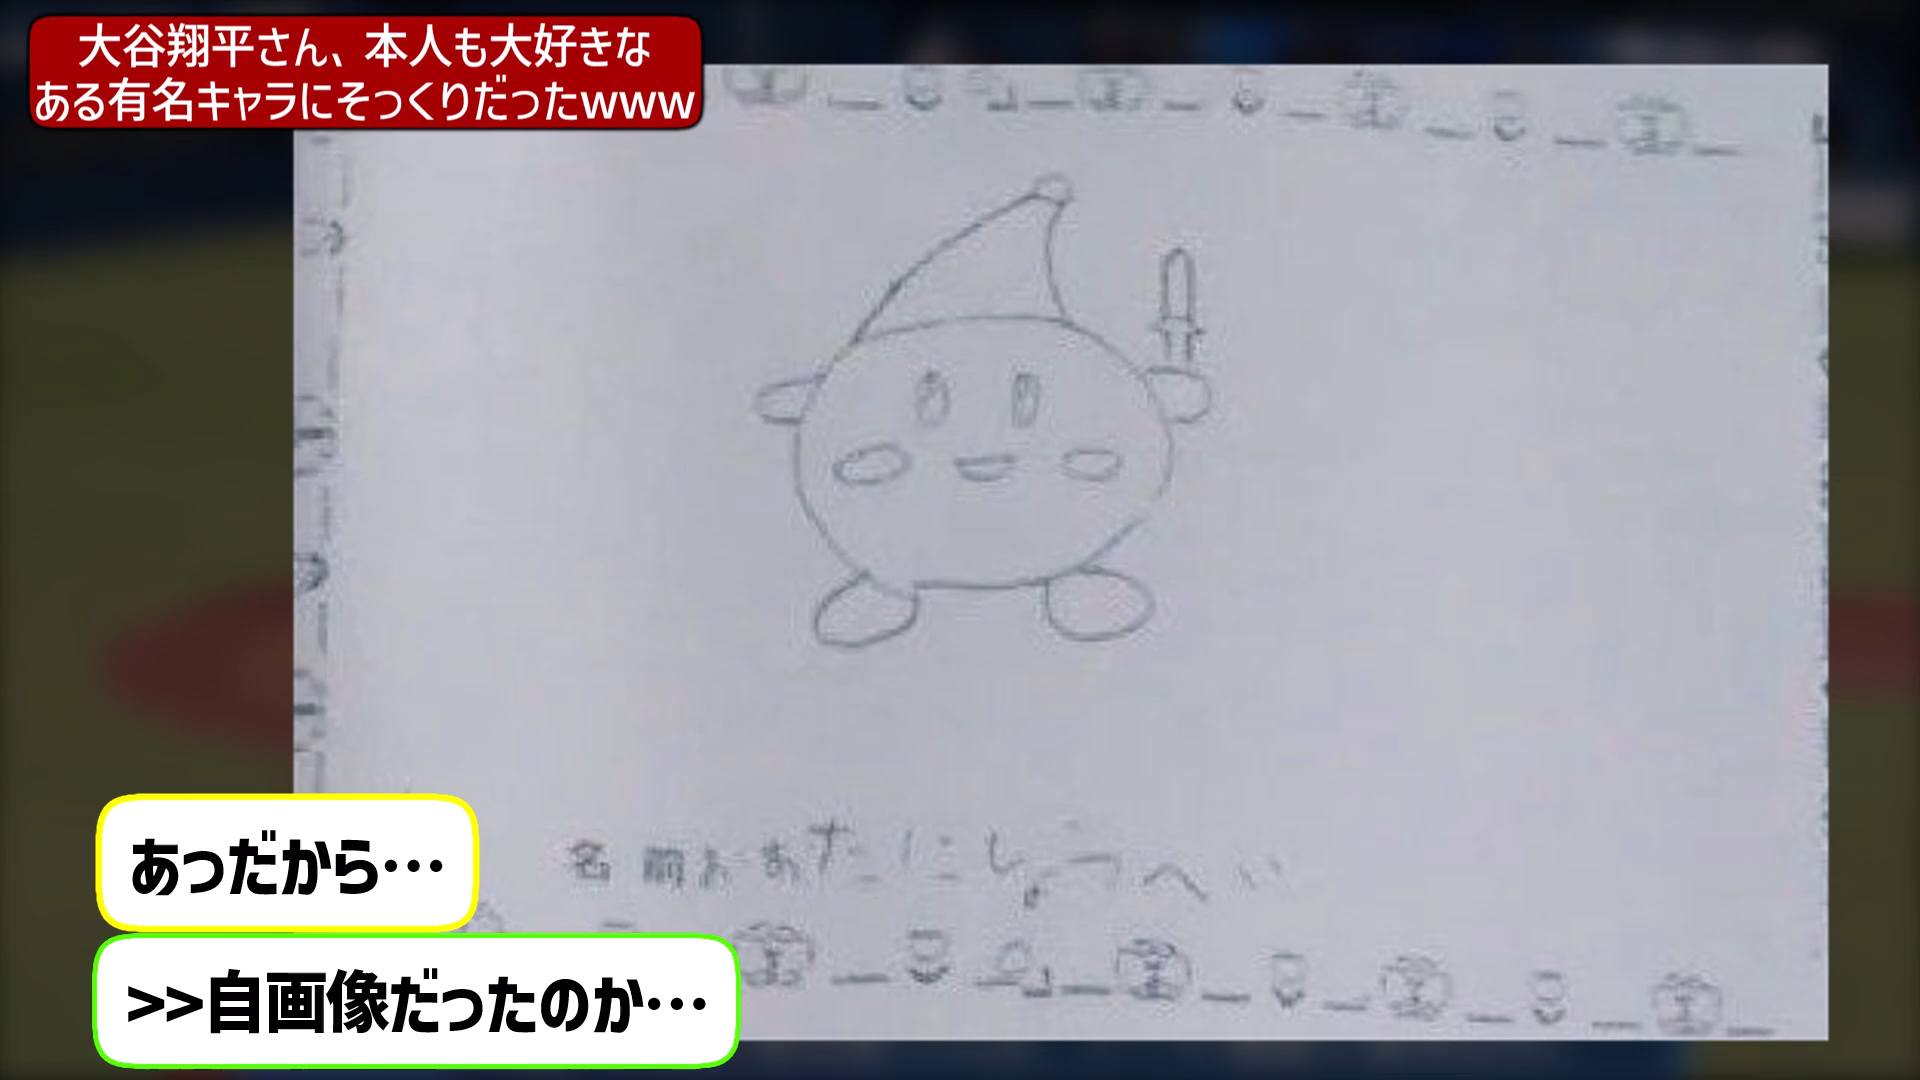 大谷翔平さん、本人も大好きな
ある有名キャラにそっくりだったwww
名前おおたにしょうへい
あっだから…
>>自画像だったのか…